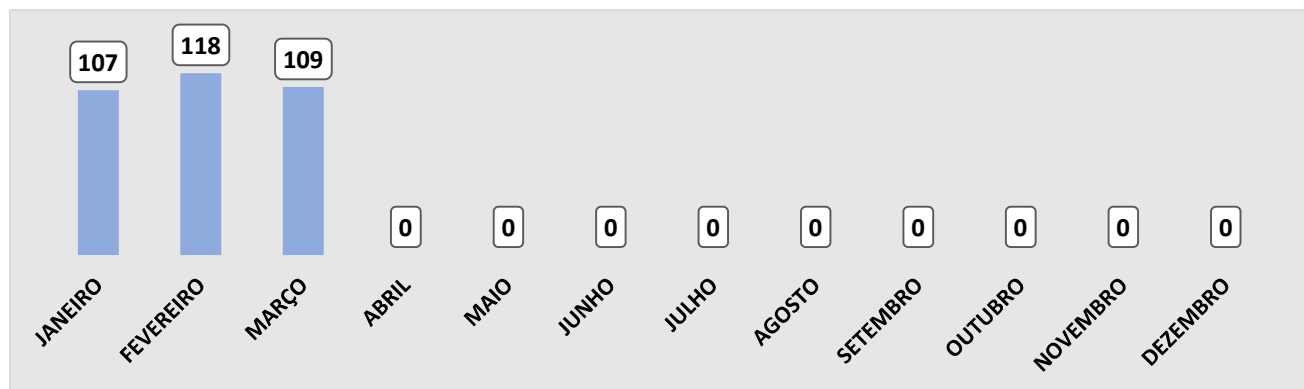 107
118
109
0
0
0
0
0
0
0
0
0
JANEIRO
FEVEREIRO
MARÇO
ABRIL
MAIO
JUNHO
JULHO
AGOSTO
SETEMBRO
OUTUBRO
NOVEMBRO
DEZEMBRO